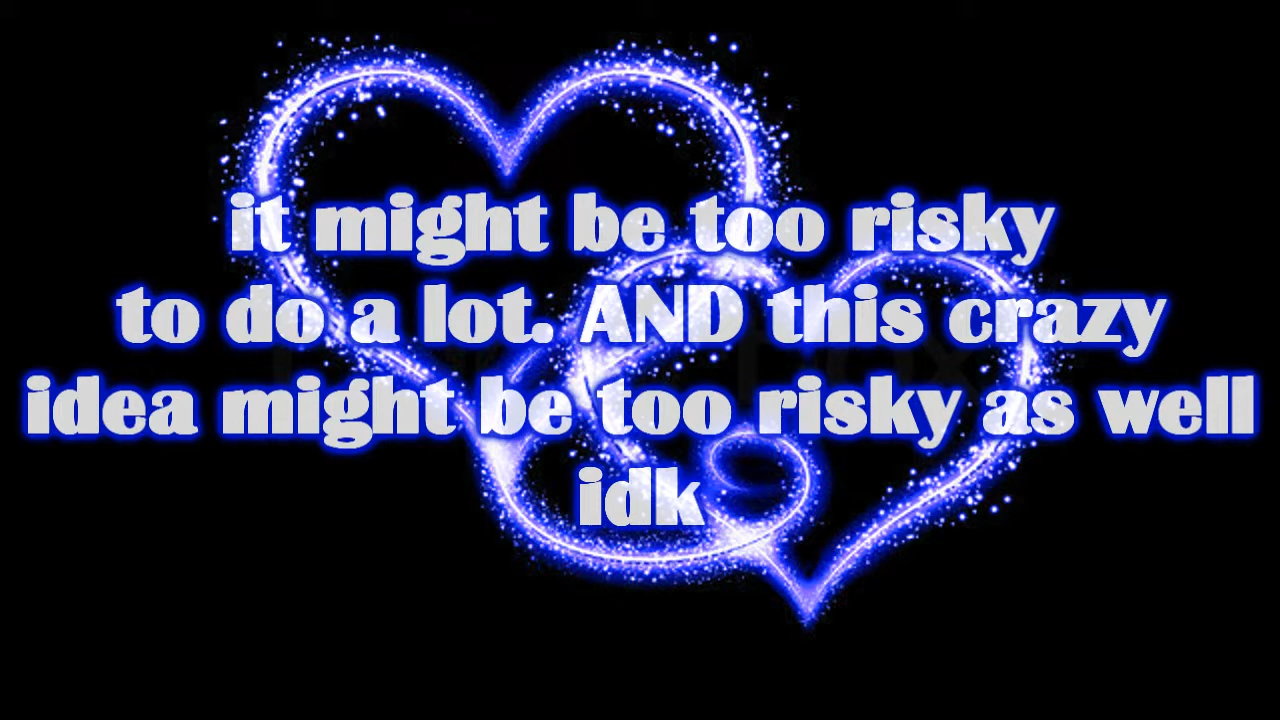 it might be too risky
to do a lot. AND this crazy
idea might be too risky as well
idk